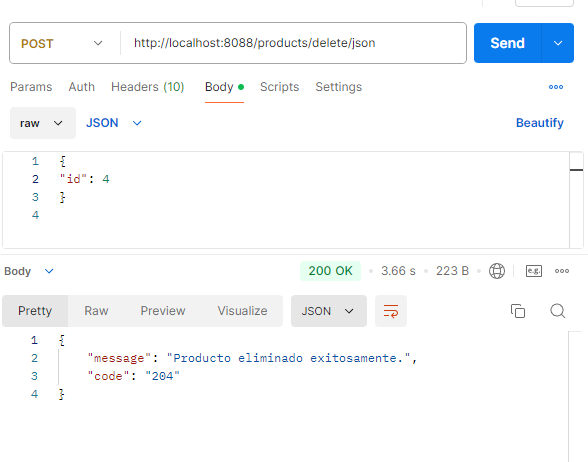 POST http://localhost:8088/products/delete/json Send
Params Auth Headers (10) Body Scripts Settings
raw JSON Beautify
1 {
2 "id": 4
3 }
4
Body 200 OK 3.66 s 223 B e.g.
Pretty Raw Preview Visualize JSON
1 {
2 "message": "Producto eliminado exitosamente.",
3 "code": "204"
4 }